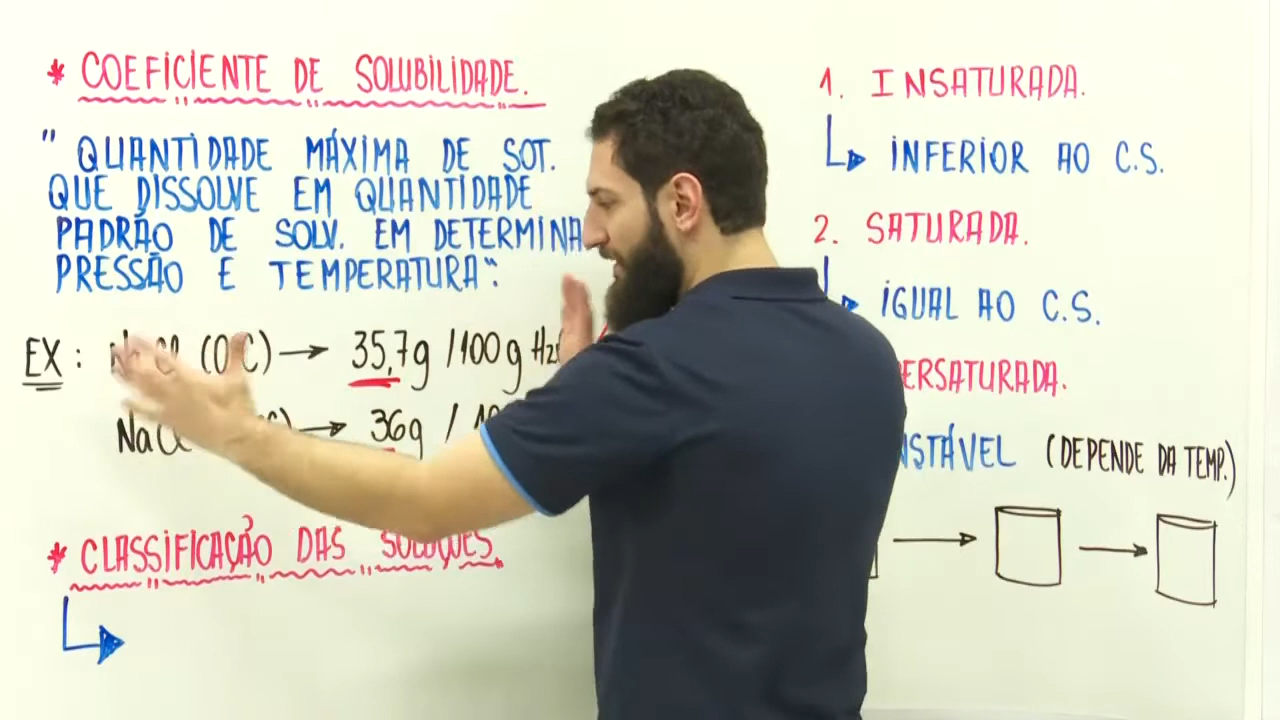 * COEFICIENTE DE SOLUBILIDADE.
" QUANTIDADE MÁXIMA DE SOT.
QUE DISSOLVE EM QUANTIDADE
PADRÃO DE SOLV. EM DETERMINA
PRESSÃO E TEMPERATURA":
EX: (0°C) → 35,7g /100g H₂
→ 36g /
* CLASSIFICAÇÃO DAS SOLUÇÕES.
1. INSATURADA.
INFERIOR AO C.S.
2. SATURADA.
IGUAL AO C.S.
ERSATURADA.
NSTÁVEL (DEPENDE DA TEMP.)